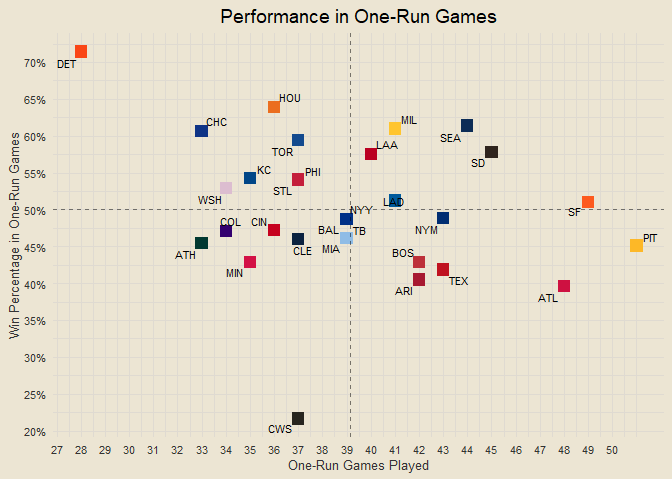 Performance in One-Run Games
Win Percentage in One-Run Games
70%
65%
60%
55%
50%
45%
40%
35%
30%
25%
20%
DET
HOU
CHC
MIL
SEA
TOR
LAA
SD
KC
PHI
STL
WSH
LAD
SF
NYY
COL
CIN
BAL
TB
NYM
PIT
ATH
CLE
MIA
BOS
MIN
TEX
ARI
ATL
CWS
27 28 29 30 31 32 33 34 35 36 37 38 39 40 41 42 43 44 45 46 47 48 49 50
One-Run Games Played